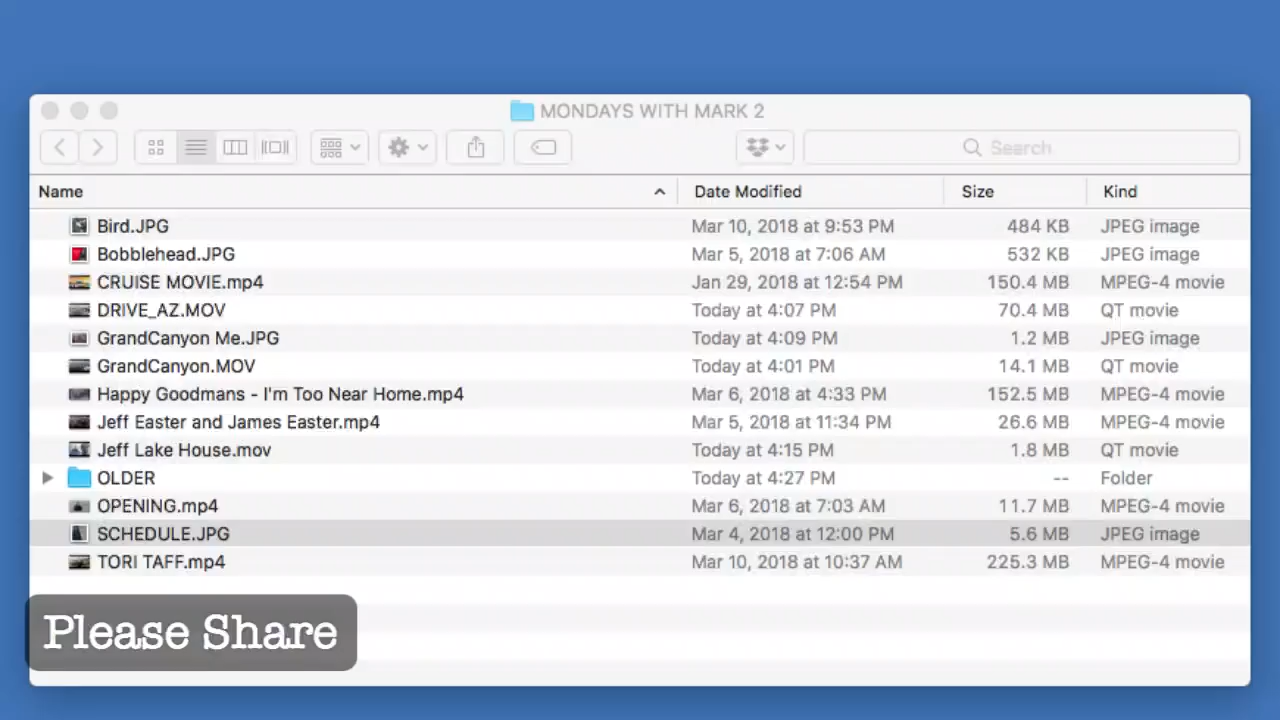 MONDAYS WITH MARK 2
Search
Name Date Modified Size Kind
Bird.JPG Mar 10, 2018 at 9:53 PM 484 KB JPEG image
Bobblehead.JPG Mar 5, 2018 at 7:06 AM 532 KB JPEG image
CRUISE MOVIE.mp4 Jan 29, 2018 at 12:54 PM 150.4 MB MPEG-4 movie
DRIVE_AZ.MOV Today at 4:07 PM 70.4 MB QT movie
GrandCanyon Me.JPG Today at 4:09 PM 1.2 MB JPEG image
GrandCanyon.MOV Today at 4:01 PM 14.1 MB QT movie
Happy Goodmans - I'm Too Near Home.mp4 Mar 6, 2018 at 4:33 PM 152.5 MB MPEG-4 movie
Jeff Easter and James Easter.mp4 Mar 5, 2018 at 11:34 PM 26.6 MB MPEG-4 movie
Jeff Lake House.mov Today at 4:15 PM 1.8 MB QT movie
OLDER Today at 4:27 PM -- Folder
OPENING.mp4 Mar 6, 2018 at 7:03 AM 11.7 MB MPEG-4 movie
SCHEDULE.JPG Mar 4, 2018 at 12:00 PM 5.6 MB JPEG image
TORI TAFF.mp4 Mar 10, 2018 at 10:37 AM 225.3 MB MPEG-4 movie
Please Share